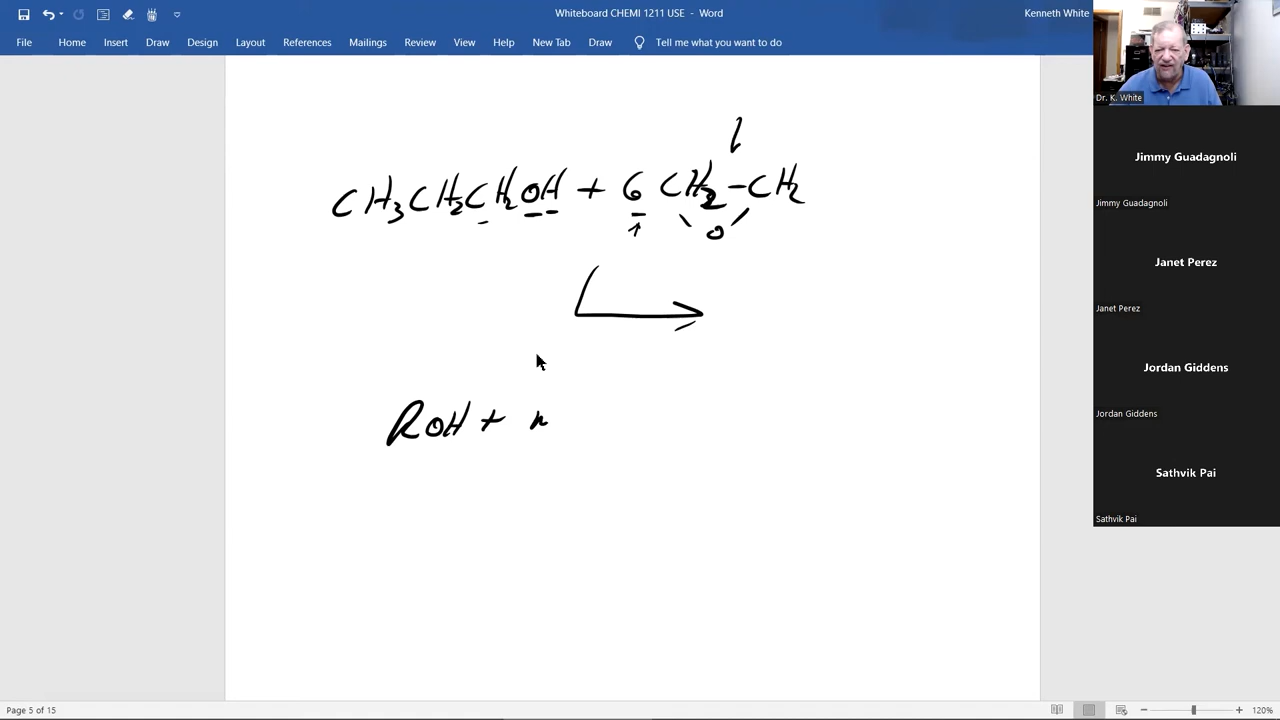 Whiteboard CHEMI 1211 USE - Word
Kenneth White
File Home Insert Draw Design Layout References Mailings Review View Help New Tab Draw Tell me what you want to do
Dr. K. White
Jimmy Guadagnoli
Jimmy Guadagnoli
Janet Perez
Janet Perez
Jordan Giddens
Jordan Giddens
Sathvik Pai
Sathvik Pai
CH3CH2CH2OH + 6 CH2-CH2
O
ROH + n
Page 5 of 15
120%